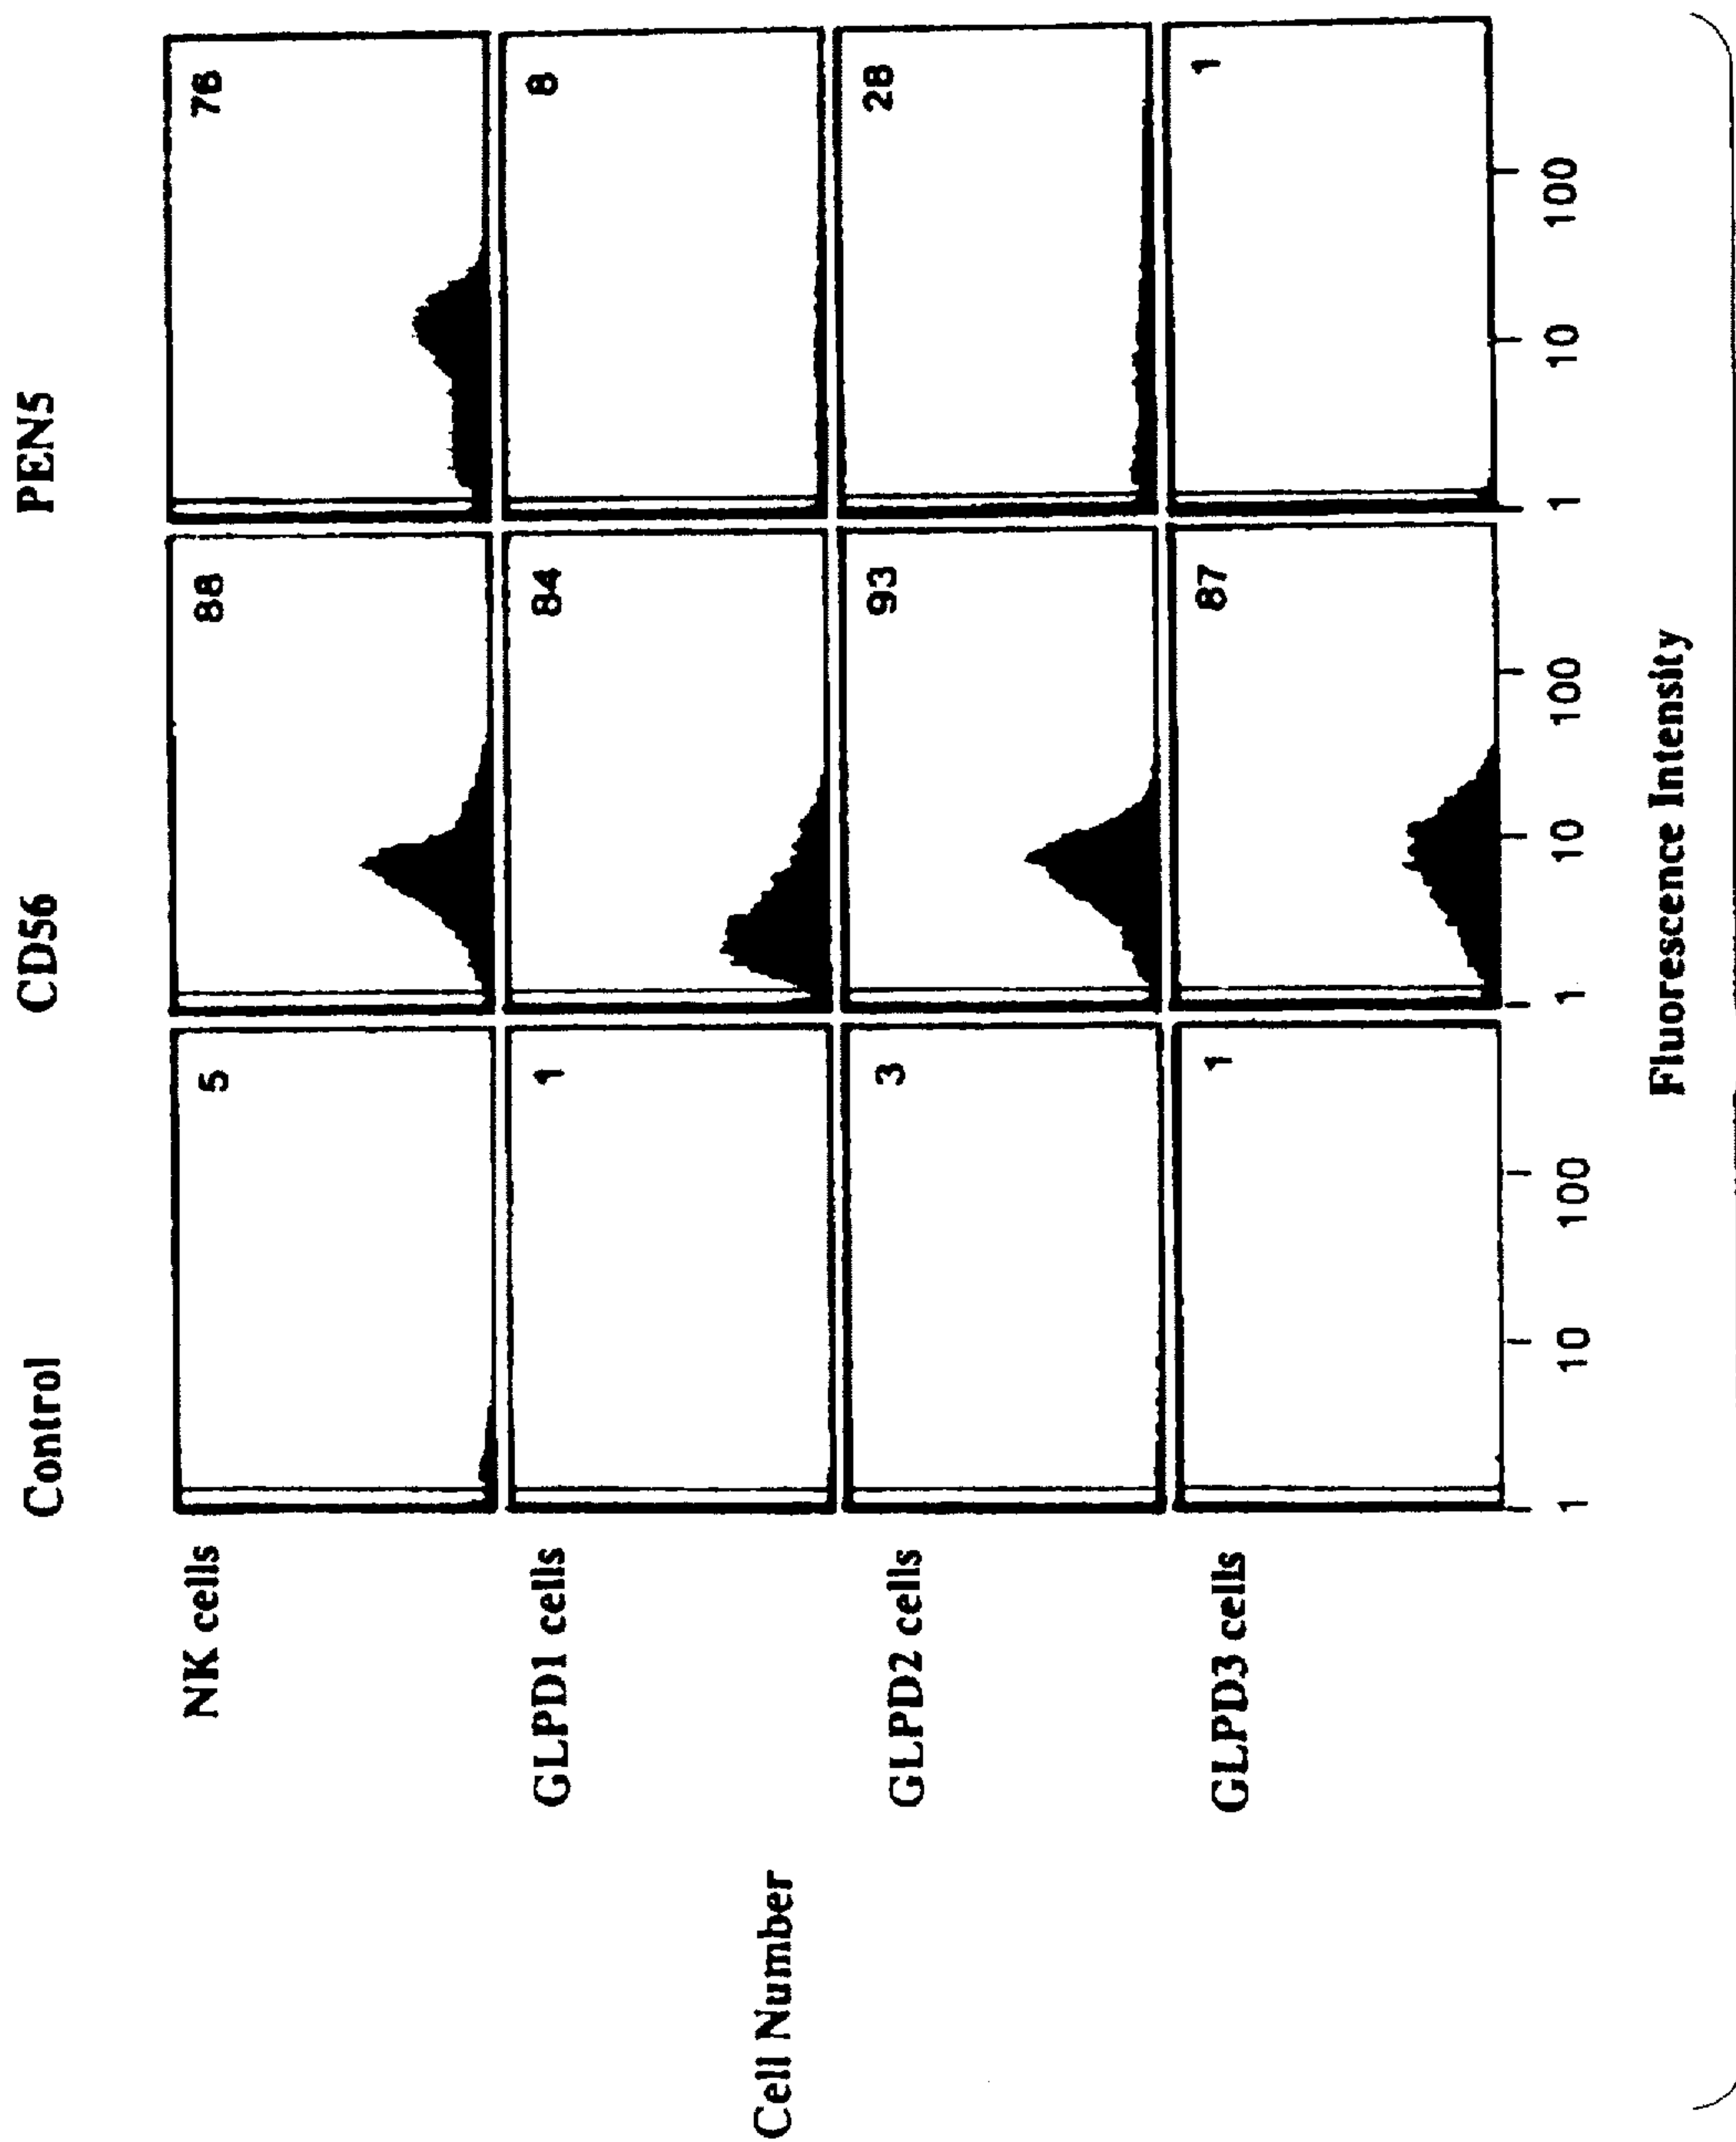 Control CD56 PEN5
NK cells 5 88 76
GLPD1 cells 1 84 8
Cell Number
GLPD2 cells 3 93 28
GLPD3 cells 1 87 1
1 10 100 1 10 100 1 10 100
Fluorescence Intensity